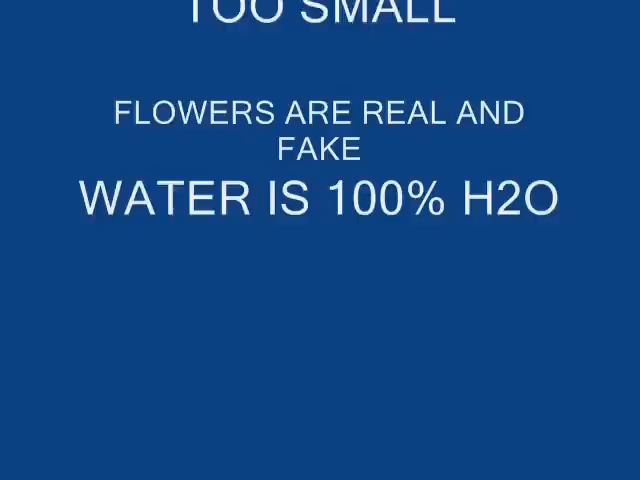 TOO SMALL
FLOWERS ARE REAL AND
FAKE
WATER IS 100% H2O